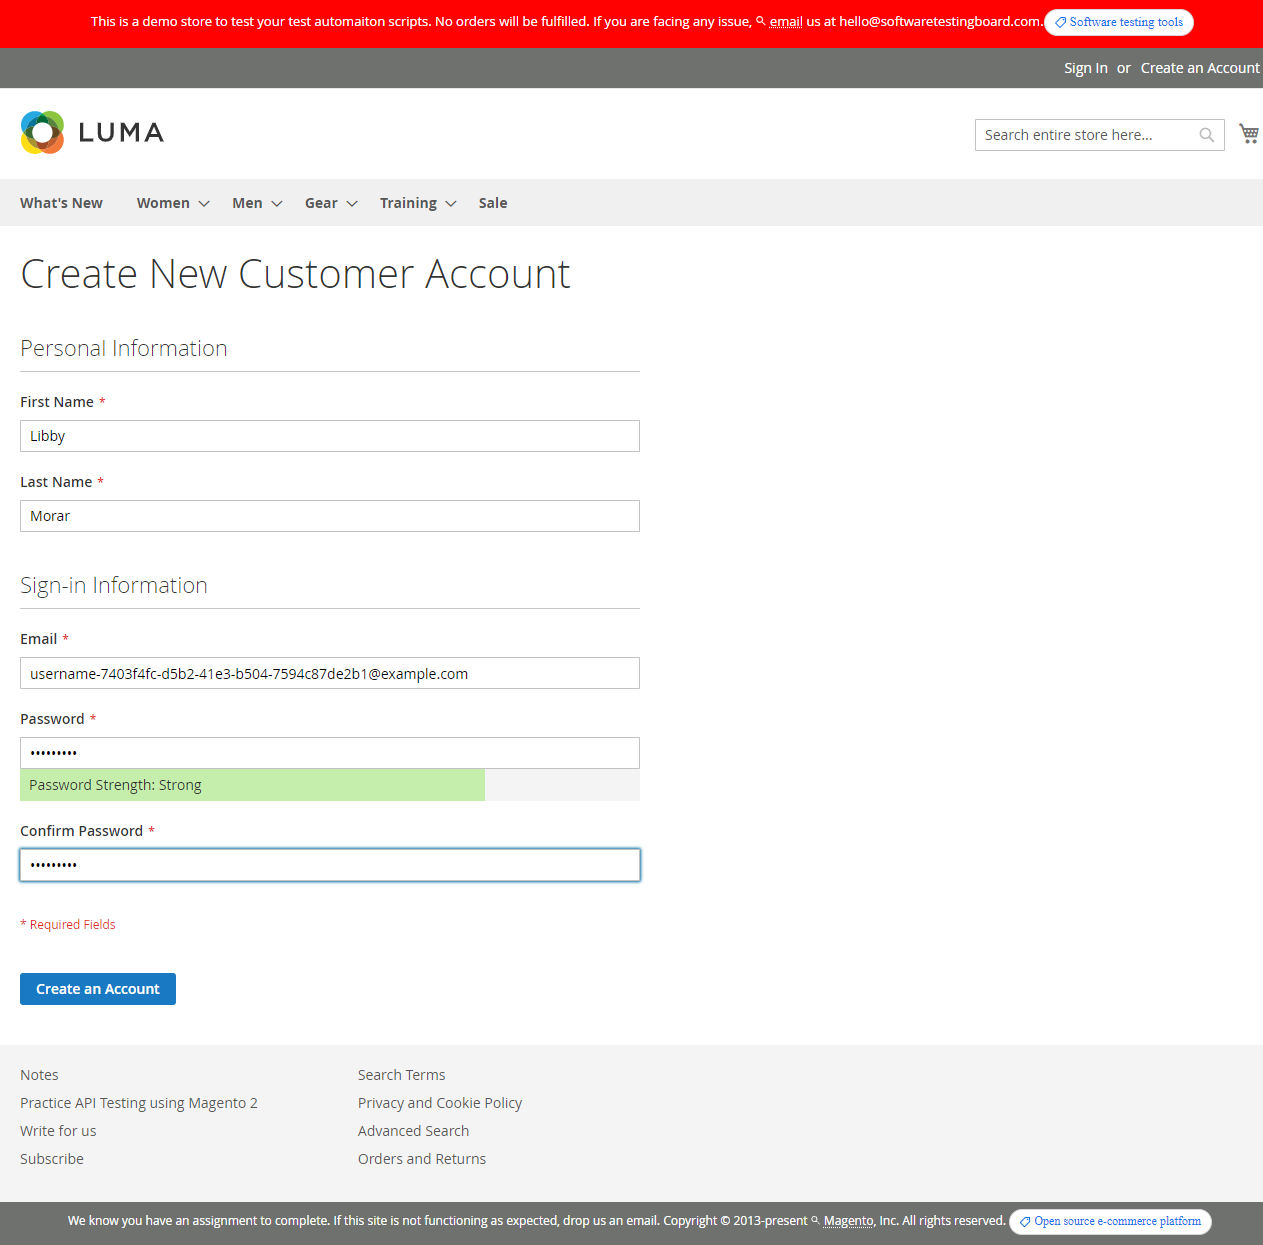 This is a demo store to test your test automaiton scripts. No orders will be fulfilled. If you are facing any issue, email us at hello@softwaretestingboard.com. Software testing tools
Sign In or Create an Account
LUMA
Search entire store here...
What's New Women Men Gear Training Sale
Create New Customer Account
Personal Information
First Name *
Libby
Last Name *
Morar
Sign-in Information
Email *
username-7403f4fc-d5b2-41e3-b504-7594c87de2b1@example.com
Password *
•••••••••
Password Strength: Strong
Confirm Password *
•••••••••
* Required Fields
Create an Account
Notes
Practice API Testing using Magento 2
Write for us
Subscribe
Search Terms
Privacy and Cookie Policy
Advanced Search
Orders and Returns
We know you have an assignment to complete. If this site is not functioning as expected, drop us an email. Copyright © 2013-present Magento, Inc. All rights reserved. Open source e-commerce platform